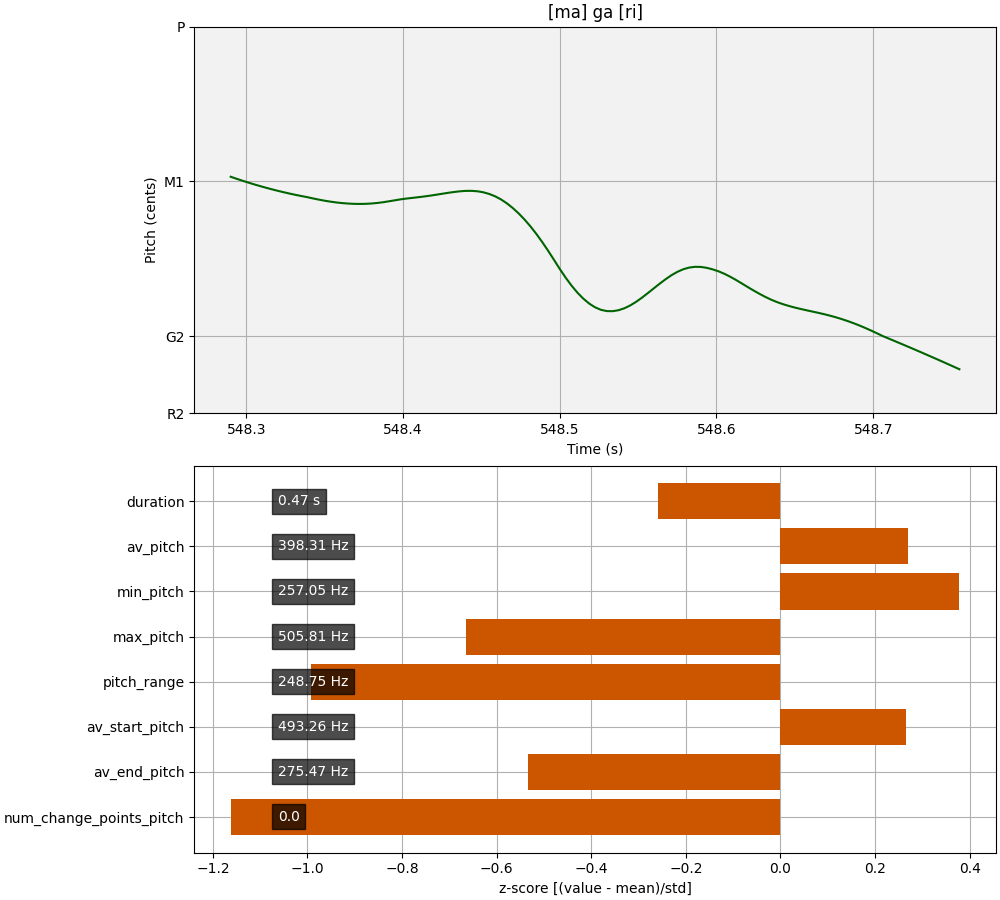 [ma] ga [ri]
P
M1
G2
R2
Pitch (cents)
548.3 548.4 548.5 548.6 548.7
Time (s)
duration 0.47 s
av_pitch 398.31 Hz
min_pitch 257.05 Hz
max_pitch 505.81 Hz
pitch_range 248.75 Hz
av_start_pitch 493.26 Hz
av_end_pitch 275.47 Hz
num_change_points_pitch 0.0
−1.2 −1.0 −0.8 −0.6 −0.4 −0.2 0.0 0.2 0.4
z-score [(value - mean)/std]